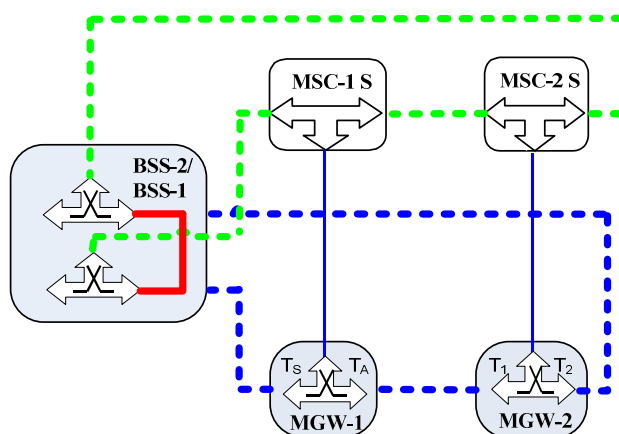 MSC-1 S
MSC-2 S
BSS-2/
BSS-1
TS
TA
MGW-1
T1
T2
MGW-2